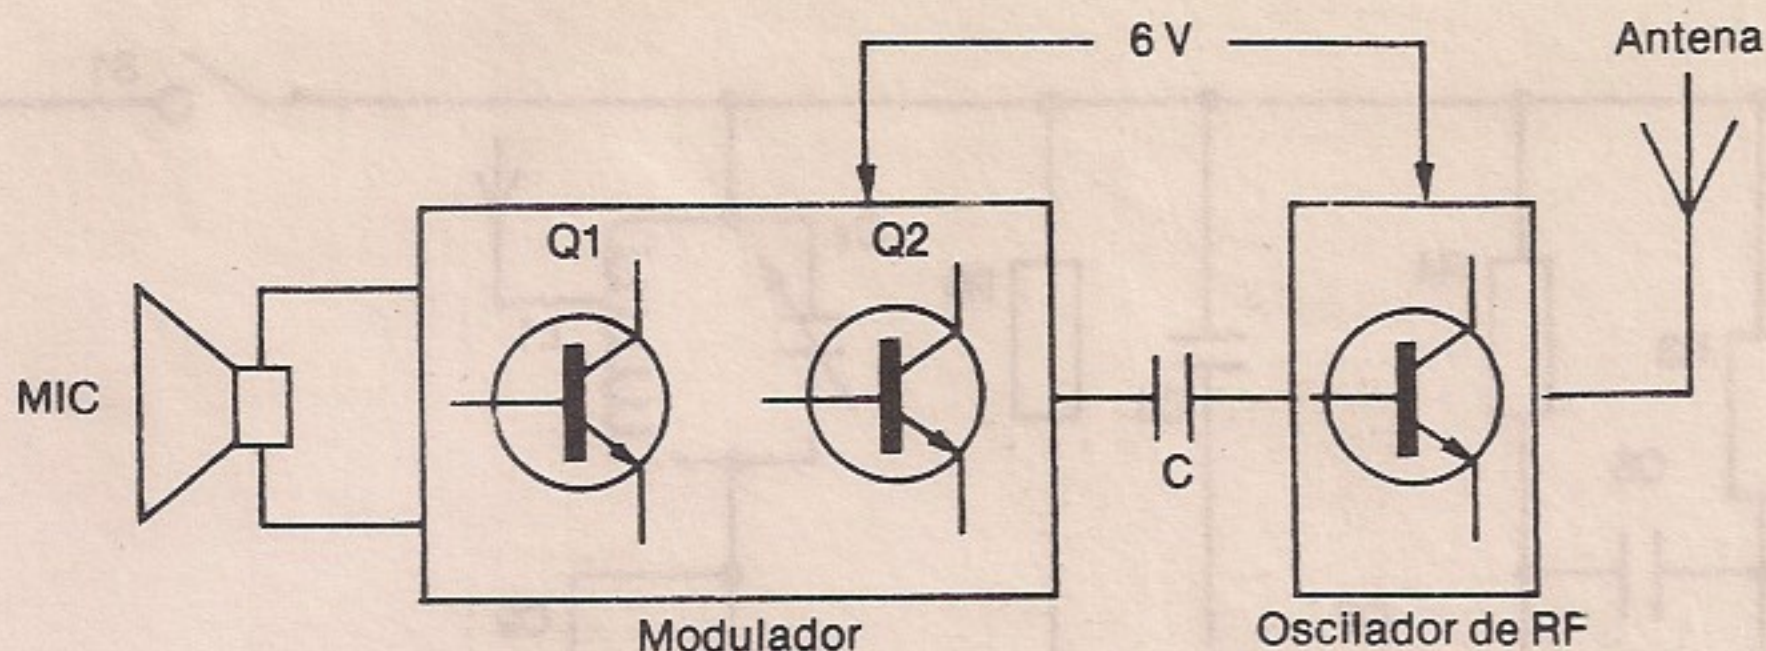 6 V
Antena
Q1
Q2
MIC
C
Modulador
Oscilador de RF